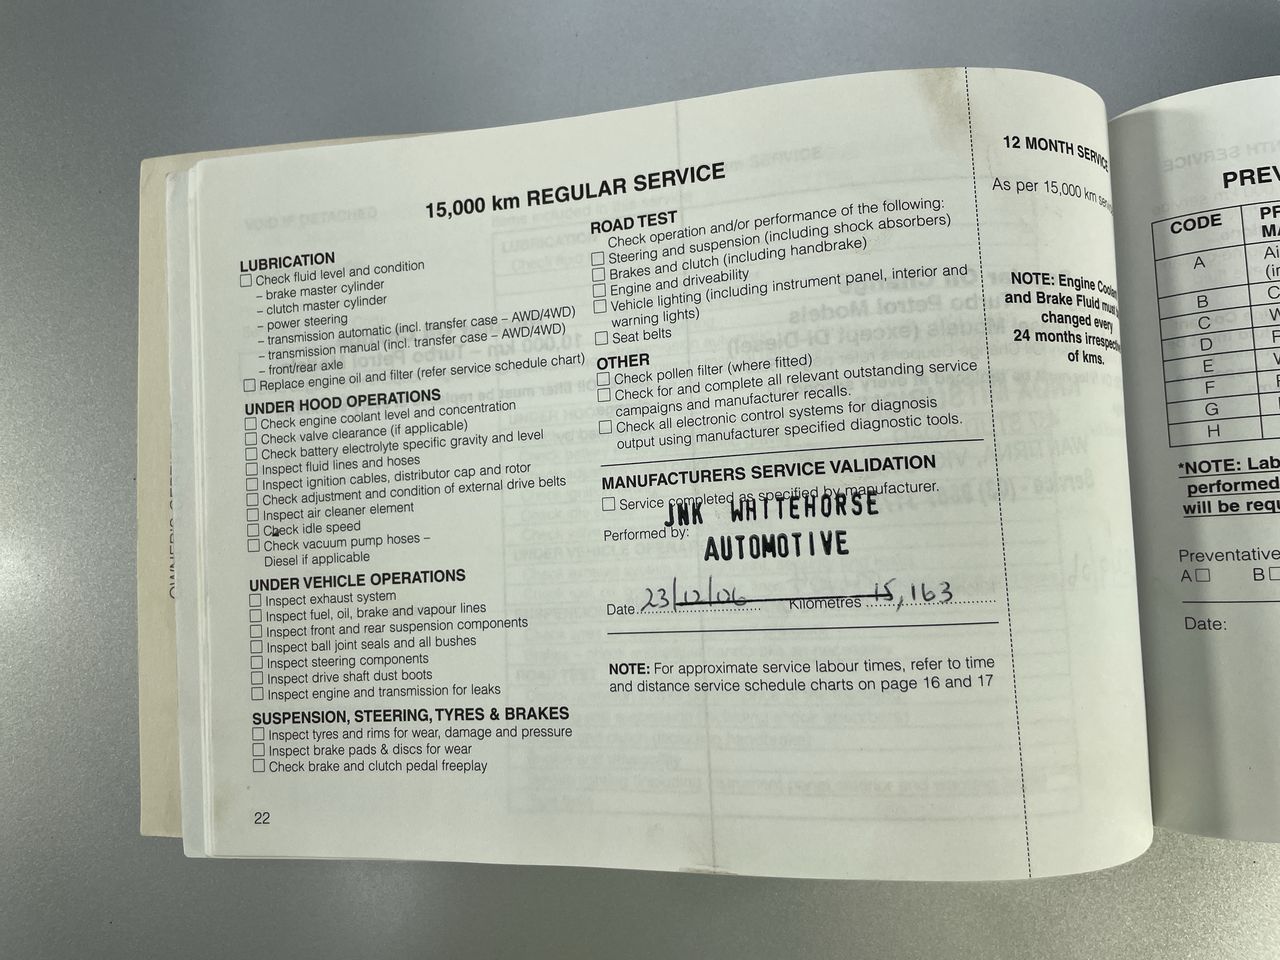 15,000 km REGULAR SERVICE
LUBRICATION
Check fluid level and condition
– brake master cylinder
– clutch master cylinder
– power steering
– transmission automatic (incl. transfer case – AWD/4WD)
– transmission manual (incl. transfer case – AWD/4WD)
– front/rear axle
Replace engine oil and filter (refer service schedule chart)
UNDER HOOD OPERATIONS
Check engine coolant level and concentration
Check valve clearance (if applicable)
Check battery electrolyte specific gravity and level
Inspect fluid lines and hoses
Inspect ignition cables, distributor cap and rotor
Check adjustment and condition of external drive belts
Inspect air cleaner element
Check idle speed
Check vacuum pump hoses –
Diesel if applicable
UNDER VEHICLE OPERATIONS
Inspect exhaust system
Inspect fuel, oil, brake and vapour lines
Inspect front and rear suspension components
Inspect ball joint seals and all bushes
Inspect steering components
Inspect drive shaft dust boots
Inspect engine and transmission for leaks
SUSPENSION, STEERING, TYRES & BRAKES
Inspect tyres and rims for wear, damage and pressure
Inspect brake pads & discs for wear
Check brake and clutch pedal freeplay
22
ROAD TEST
Check operation and/or performance of the following:
Steering and suspension (including shock absorbers)
Brakes and clutch (including handbrake)
Engine and driveability
Vehicle lighting (including instrument panel, interior and
warning lights)
Seat belts
OTHER
Check pollen filter (where fitted)
Check for and complete all relevant outstanding service
campaigns and manufacturer recalls.
Check all electronic control systems for diagnosis
output using manufacturer specified diagnostic tools.
MANUFACTURERS SERVICE VALIDATION
Service completed as specified by manufacturer.
JNK WATTEHORSE
Performed by:
AUTOMOTIVE
Date 23/12/06 Kilometres 15,163
NOTE: For approximate service labour times, refer to time
and distance service schedule charts on page 16 and 17
12 MONTH SERVICE
As per 15,000 km
NOTE: Engine Coolant
and Brake Fluid must
changed every
24 months
of kms.
CODE
A
B
C
D
E
F
G
H
*NOTE:
performed
will be
Preventative
A B
Date: